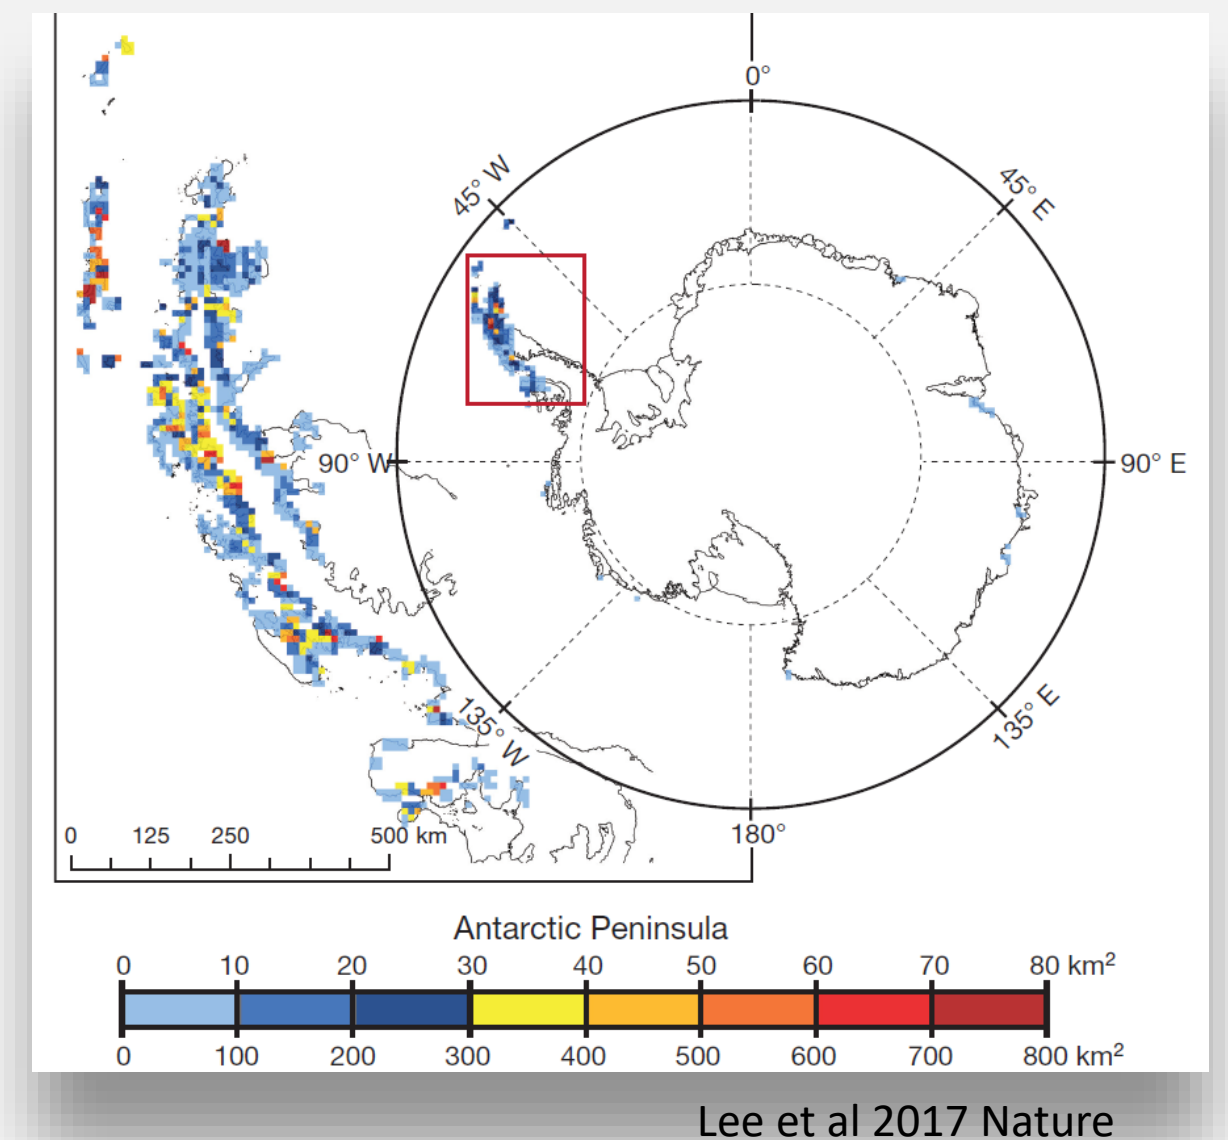 0°
45° W
45° E
90° W
90° E
135° W
135° E
0 125 250 500 km
180°
Antarctic Peninsula
0 10 20 30 40 50 60 70 80 km²
0 100 200 300 400 500 600 700 800 km²
Lee et al 2017 Nature